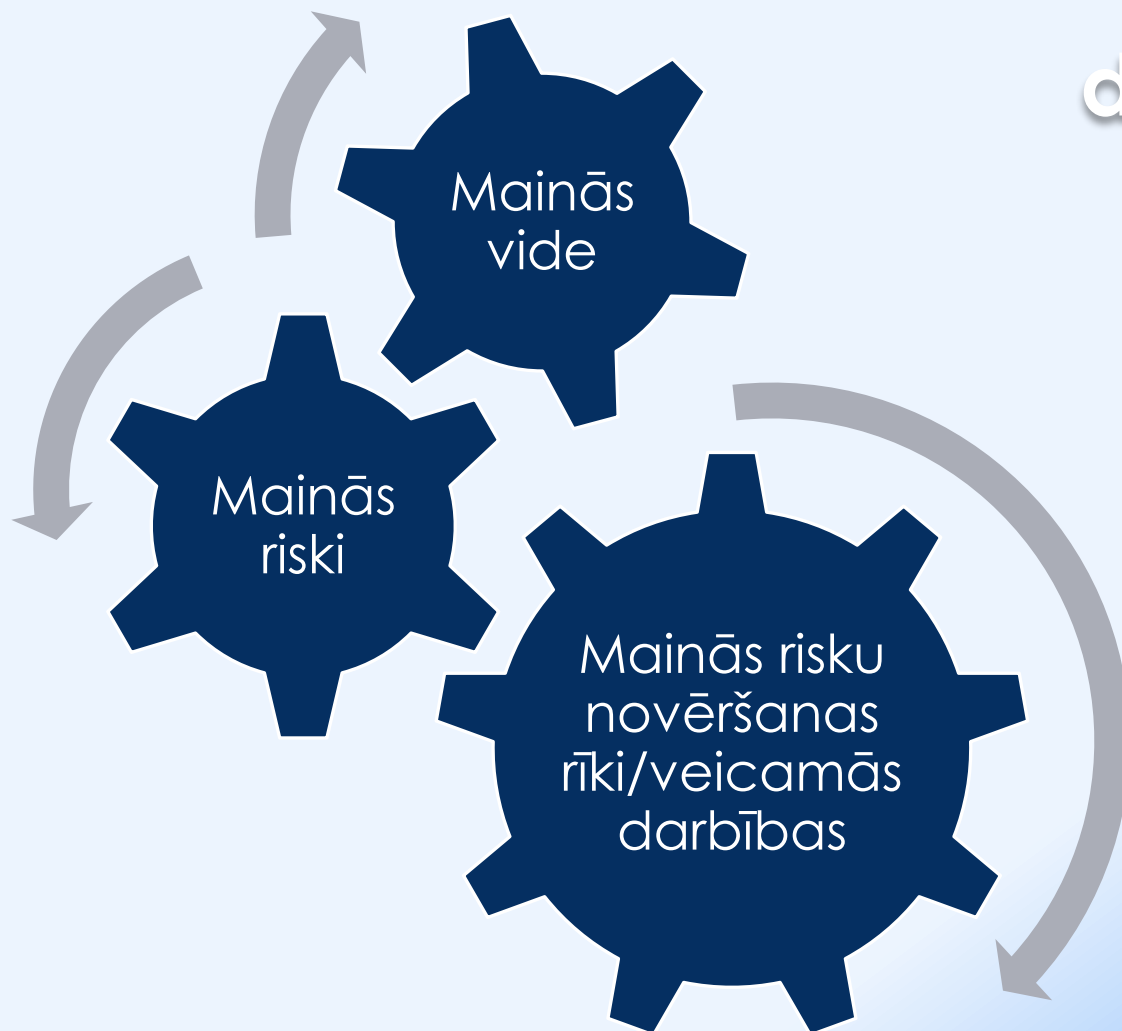 Mainās
vide
Mainās
riski
Mainās risku
novēršanas
rīki/veicamās
darbības